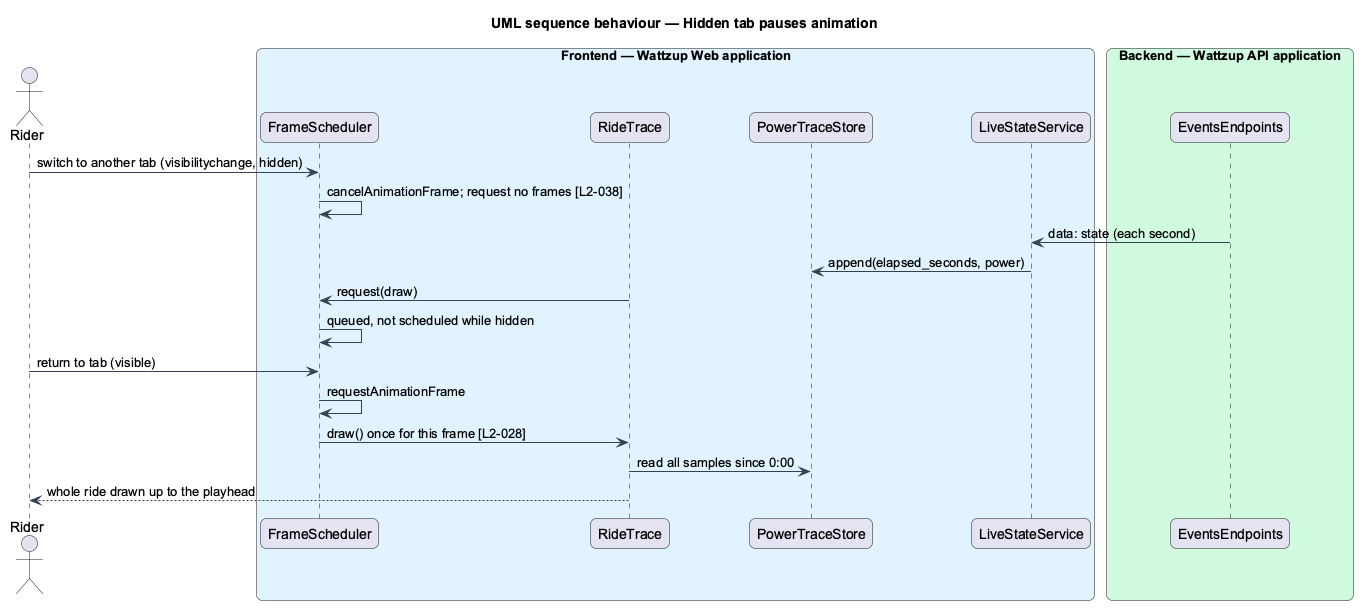 UML sequence behaviour — Hidden tab pauses animation
Frontend — Wattzup Web application
Backend — Wattzup API application
Rider
FrameScheduler
RideTrace
PowerTraceStore
LiveStateService
EventsEndpoints
switch to another tab (visibilitychange, hidden)
cancelAnimationFrame; request no frames [L2-038]
data: state (each second)
append(elapsed_seconds, power)
request(draw)
queued, not scheduled while hidden
return to tab (visible)
requestAnimationFrame
draw() once for this frame [L2-028]
read all samples since 0:00
whole ride drawn up to the playhead
Rider
FrameScheduler
RideTrace
PowerTraceStore
LiveStateService
EventsEndpoints